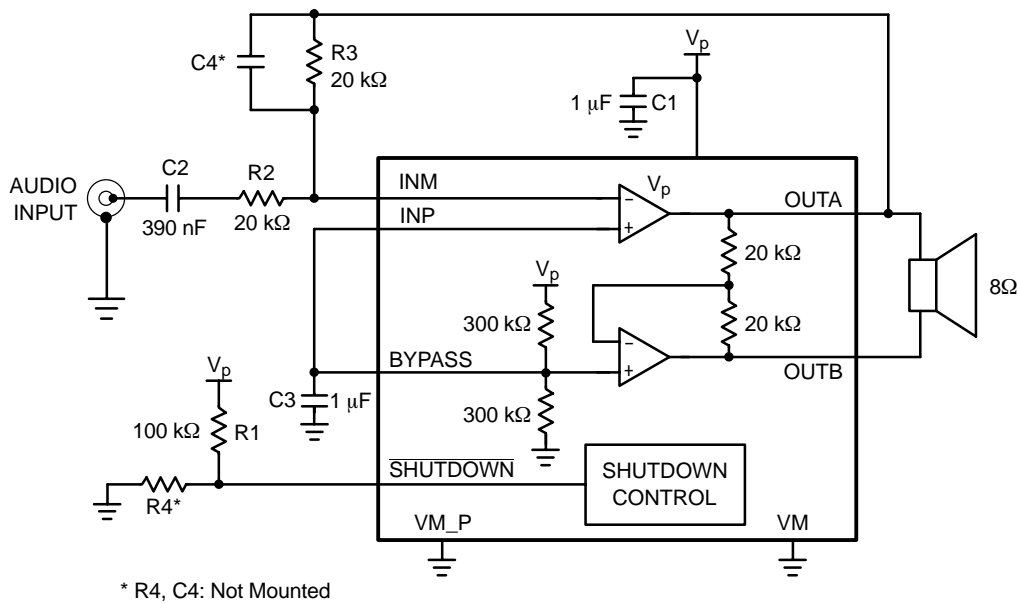 C4*
R3
20 kΩ
Vp
1 μF
C1
AUDIO
INPUT
C2
390 nF
R2
20 kΩ
INM
INP
Vp
OUTA
20 kΩ
Vp
300 kΩ
20 kΩ
8Ω
BYPASS
OUTB
C3
1 μF
300 kΩ
Vp
100 kΩ
R1
SHUTDOWN
SHUTDOWN
CONTROL
R4*
VM_P
VM
* R4, C4: Not Mounted